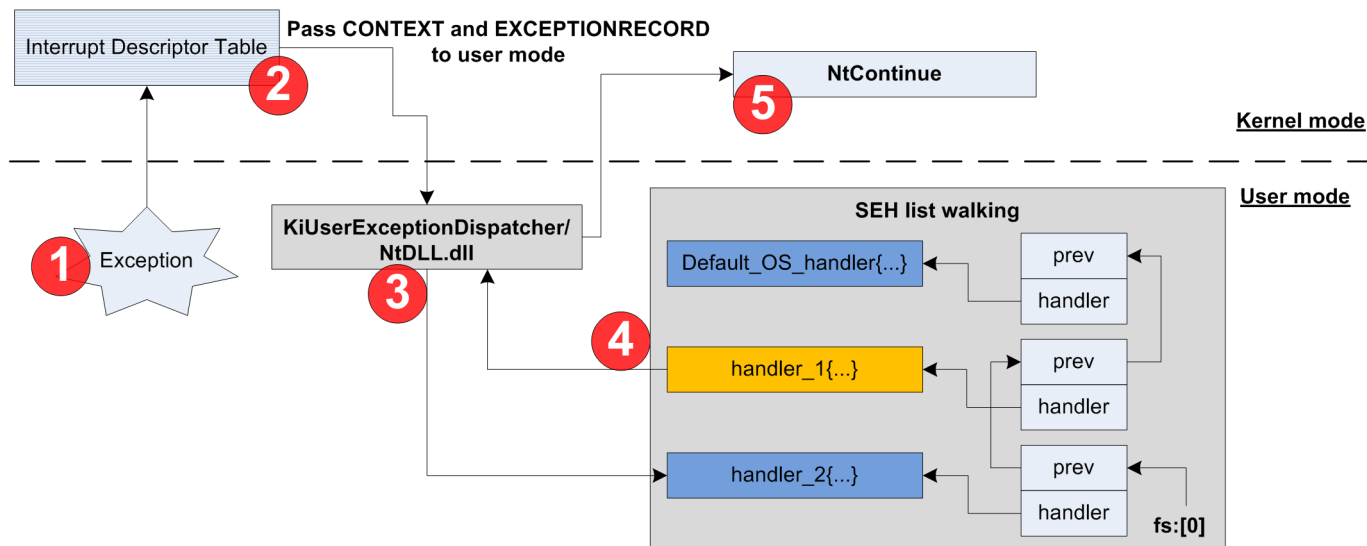 Interrupt Descriptor Table
2
Pass CONTEXT and EXCEPTIONRECORD
to user mode
NtContinue
5
Kernel mode
User mode
1
Exception
KiUserExceptionDispatcher/
NtDLL.dll
3
4
SEH list walking
Default_OS_handler{...}
prev
handler
handler_1{...}
prev
handler
handler_2{...}
prev
handler
fs:[0]